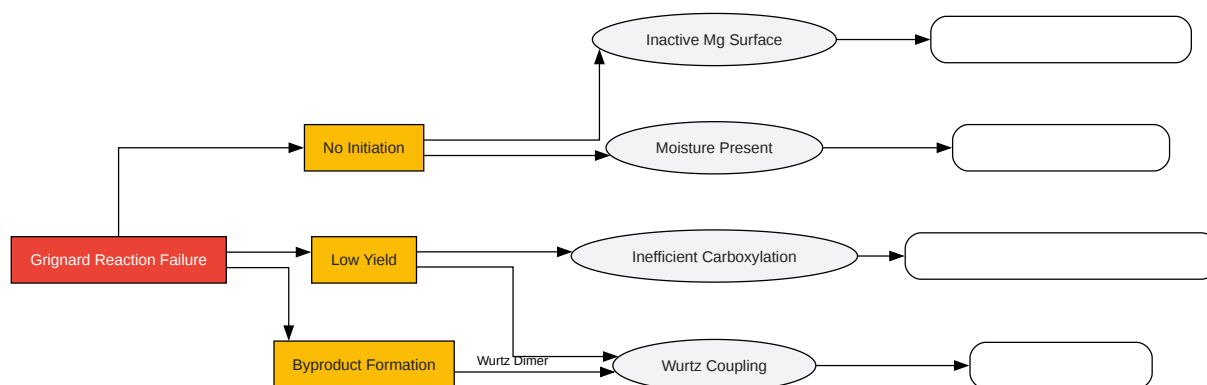 Inactive Mg Surface
No Initiation
Moisture Present
Grignard Reaction Failure
Low Yield
Inefficient Carboxylation
Byproduct Formation
Wurtz Dimer
Wurtz Coupling